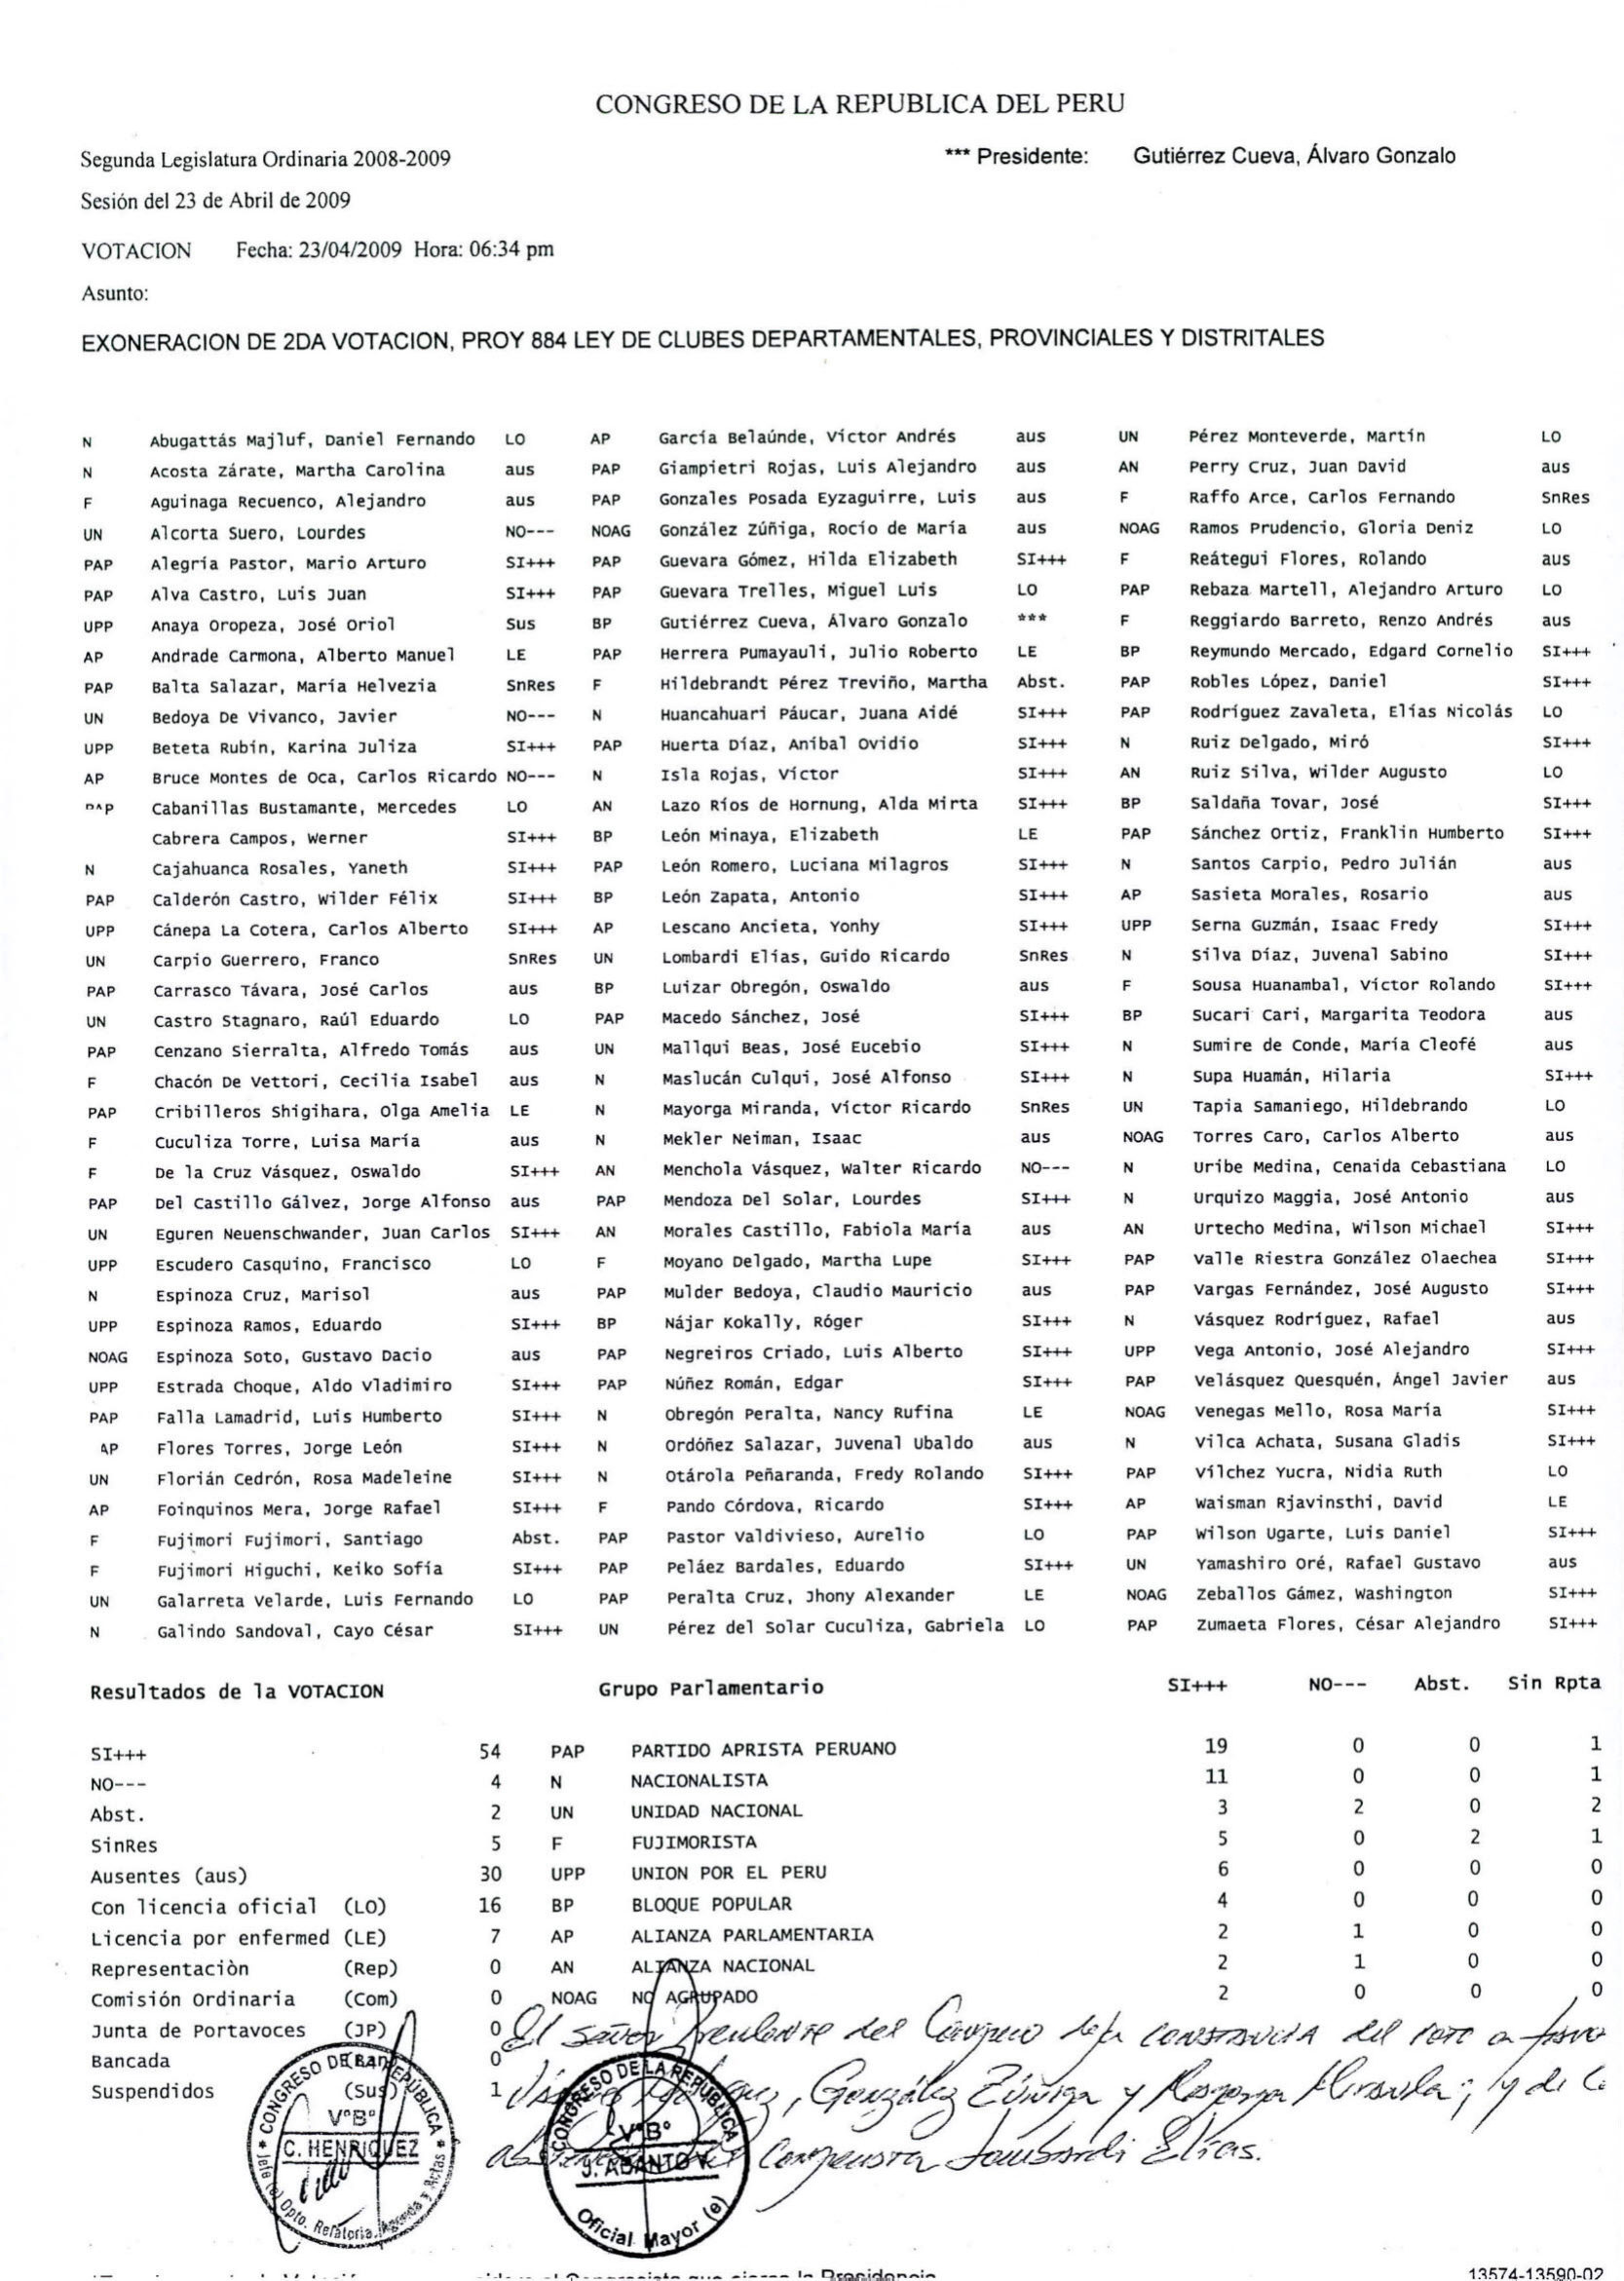 CONGRESO DE LA REPUBLICA DEL PERU
Segunda Legislatura Ordinaria 2008-2009 *** Presidente: Gutiérrez Cueva, Álvaro Gonzalo
Sesión del 23 de Abril de 2009
VOTACION Fecha: 23/04/2009 Hora: 06:34 pm
Asunto:
EXONERACION DE 2DA VOTACION, PROY 884 LEY DE CLUBES DEPARTAMENTALES, PROVINCIALES Y DISTRITALES
N Abugattás Majluf, Daniel Fernando LO AP García Belaúnde, Víctor Andrés aus UN Pérez Monteverde, Martín LO
N Acosta Zárate, Martha Carolina aus PAP Giampietri Rojas, Luis Alejandro aus AN Perry Cruz, Juan David aus
F Aguinaga Recuenco, Alejandro aus PAP Gonzales Posada Eyzaguirre, Luis aus F Raffo Arce, Carlos Fernando SnRes
UN Alcorta Suero, Lourdes NO--- NOAG González Zúñiga, Rocío de María aus NOAG Ramos Prudencio, Gloria Deniz LO
PAP Alegría Pastor, Mario Arturo SI+++ PAP Guevara Gómez, Hilda Elizabeth SI+++ F Reátegui Flores, Rolando aus
PAP Alva Castro, Luis Juan SI+++ PAP Guevara Trelles, Miguel Luis LO PAP Rebaza Martell, Alejandro Arturo LO
UPP Anaya Oropeza, José Oriol Sus BP Gutiérrez Cueva, Álvaro Gonzalo *** F Reggiardo Barreto, Renzo Andrés aus
AP Andrade Carmona, Alberto Manuel LE PAP Herrera Pumayauli, Julio Roberto LE BP Reymundo Mercado, Edgard Cornelio SI+++
PAP Balta Salazar, María Helvezia SnRes F Hildebrandt Pérez Treviño, Martha Abst. PAP Robles López, Daniel SI+++
UN Bedoya De Vivanco, Javier NO--- N Huancahuari Páucar, Juana Aidé SI+++ PAP Rodríguez Zavaleta, Elías Nicolás LO
UPP Beteta Rubín, Karina Juliza SI+++ PAP Huerta Díaz, Aníbal Ovidio SI+++ N Ruiz Delgado, Miró SI+++
AP Bruce Montes de Oca, Carlos Ricardo NO--- N Isla Rojas, Víctor SI+++ AN Ruiz Silva, Wilder Augusto LO
PAP Cabanillas Bustamante, Mercedes LO AN Lazo Ríos de Hornung, Alda Mirta SI+++ BP Saldaña Tovar, José SI+++
Cabrera Campos, Werner SI+++ BP León Minaya, Elizabeth LE PAP Sánchez Ortiz, Franklin Humberto SI+++
N Cajahuanca Rosales, Yaneth SI+++ PAP León Romero, Luciana Milagros SI+++ N Santos Carpio, Pedro Julián aus
PAP Calderón Castro, Wilder Félix SI+++ BP León Zapata, Antonio SI+++ AP Sasieta Morales, Rosario aus
UPP Cánepa La Cotera, Carlos Alberto SI+++ AP Lescano Ancieta, Yonhy SI+++ UPP Serna Guzmán, Isaac Fredy SI+++
UN Carpio Guerrero, Franco SnRes UN Lombardi Elías, Guido Ricardo SnRes N Silva Díaz, Juvenal Sabino SI+++
PAP Carrasco Távara, José Carlos aus BP Luizar Obregón, Oswaldo aus F Sousa Huanambal, Víctor Rolando SI+++
UN Castro Stagnaro, Raúl Eduardo LO PAP Macedo Sánchez, José SI+++ BP Sucari Cari, Margarita Teodora aus
PAP Cenzano Sierralta, Alfredo Tomás aus UN Mallqui Beas, José Eucebio SI+++ N Sumire de Conde, María Cleofé aus
F Chacón De Vettori, Cecilia Isabel aus N Maslucán Culqui, José Alfonso SI+++ N Supa Huamán, Hilaria SI+++
PAP Cribilleros Shigihara, Olga Amelia LE N Mayorga Miranda, Víctor Ricardo SnRes UN Tapia Samaniego, Hildebrando LO
F Cuculiza Torre, Luisa María aus N Mekler Neiman, Isaac aus NOAG Torres Caro, Carlos Alberto aus
F De la Cruz Vásquez, Oswaldo SI+++ AN Menchola Vásquez, Walter Ricardo NO--- N Uribe Medina, Cenaida Cebastiana LO
PAP Del Castillo Gálvez, Jorge Alfonso aus PAP Mendoza Del Solar, Lourdes SI+++ N Urquizo Maggia, José Antonio aus
UN Eguren Neuenschwander, Juan Carlos SI+++ AN Morales Castillo, Fabiola María aus AN Urtecho Medina, Wilson Michael SI+++
UPP Escudero Casquino, Francisco LO F Moyano Delgado, Martha Lupe SI+++ PAP Valle Riestra González Olaechea SI+++
N Espinoza Cruz, Marisol aus PAP Mulder Bedoya, Claudio Mauricio aus PAP Vargas Fernández, José Augusto SI+++
UPP Espinoza Ramos, Eduardo SI+++ BP Nájar Kokally, Róger SI+++ N Vásquez Rodríguez, Rafael aus
NOAG Espinoza Soto, Gustavo Dacio aus PAP Negreiros Criado, Luis Alberto SI+++ UPP Vega Antonio, José Alejandro SI+++
UPP Estrada Choque, Aldo Vladimiro SI+++ PAP Núñez Román, Edgar SI+++ PAP Velásquez Quesquén, Ángel Javier aus
PAP Falla Lamadrid, Luis Humberto SI+++ N Obregón Peralta, Nancy Rufina LE NOAG Venegas Mello, Rosa María SI+++
AP Flores Torres, Jorge León SI+++ N Ordóñez Salazar, Juvenal Ubaldo aus N Vilca Achata, Susana Gladis SI+++
UN Florián Cedrón, Rosa Madeleine SI+++ N Otárola Peñaranda, Fredy Rolando SI+++ PAP Vílchez Yucra, Nidia Ruth LO
AP Foinquinos Mera, Jorge Rafael SI+++ F Pando Córdova, Ricardo SI+++ AP Waisman Rjavinsthi, David LE
F Fujimori Fujimori, Santiago Abst. PAP Pastor Valdivieso, Aurelio LO PAP Wilson Ugarte, Luis Daniel SI+++
F Fujimori Higuchi, Keiko Sofía SI+++ PAP Peláez Bardales, Eduardo SI+++ UN Yamashiro Oré, Rafael Gustavo aus
UN Galarreta Velarde, Luis Fernando LO PAP Peralta Cruz, Jhony Alexander LE NOAG Zeballos Gámez, Washington SI+++
N Galindo Sandoval, Cayo César SI+++ UN Pérez del Solar Cuculiza, Gabriela LO PAP Zumaeta Flores, César Alejandro SI+++
Resultados de la VOTACION Grupo Parlamentario SI+++ NO--- Abst. Sin Rpta
SI+++ 54 PAP PARTIDO APRISTA PERUANO 19 0 0 1
NO--- 4 N NACIONALISTA 11 0 0 1
Abst. 2 UN UNIDAD NACIONAL 3 2 0 2
SinRes 5 F FUJIMORISTA 5 0 2 1
Ausentes (aus) 30 UPP UNION POR EL PERU 6 0 0 0
Con licencia oficial (LO) 16 BP BLOQUE POPULAR 4 0 0 0
Licencia por enfermed (LE) 7 AP ALIANZA PARLAMENTARIA 2 1 0 0
Representaciòn (Rep) 0 AN ALIANZA NACIONAL 2 1 0 0
Comisión Ordinaria (Com) 0 NOAG NO AGRUPADO 2 0 0 0
Junta de Portavoces (JP) 0
Bancada (Ban) 0
Suspendidos (Sus) 1
El señor del Congreso deja constancia del voto a
González Zúñiga y ; y de
Lombardi Elías.
CONGRESO DE LA REPÚBLICA
V°B°
C. HENRIQUEZ
Jefe (e) Dpto. Relatoría, Agenda y Actas
CONGRESO DE LA REPUBLICA
V°B°
J. ABANTO V.
Oficial Mayor (e)
13574-13590-02